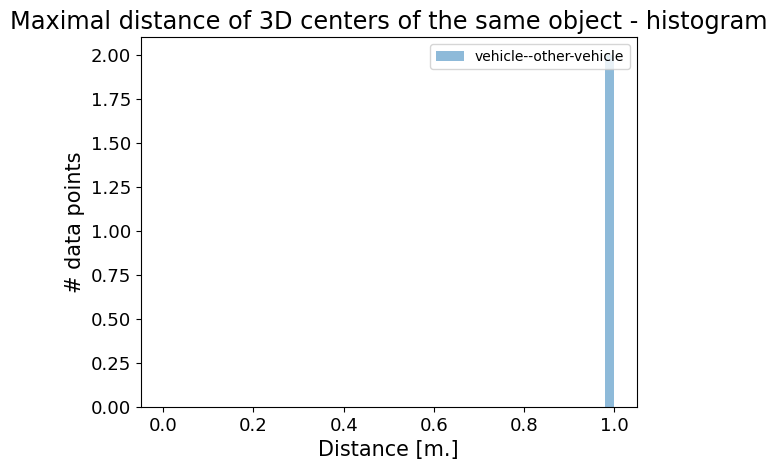 Maximal distance of 3D centers of the same object - histogram
vehicle--other-vehicle
2.00
1.75
1.50
1.25
1.00
0.75
0.50
0.25
0.00
# data points
0.0 0.2 0.4 0.6 0.8 1.0
Distance [m.]